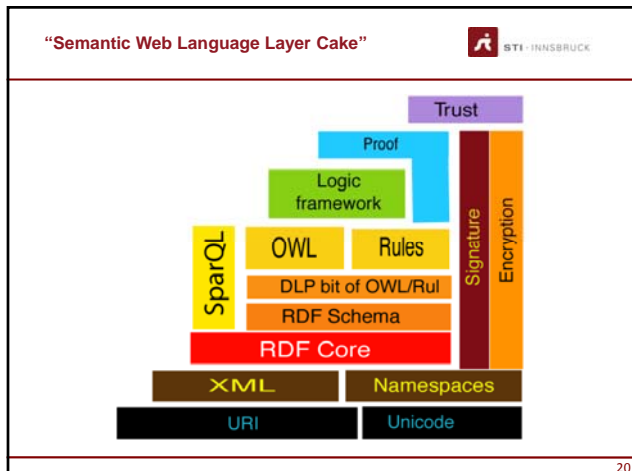 “Semantic Web Language Layer Cake”
STI · INNSBRUCK
Trust
Proof
Logic
framework
Signature
Encryption
SparQL
OWL
Rules
DLP bit of OWL/Rul
RDF Schema
RDF Core
XML
Namespaces
URI
Unicode
20